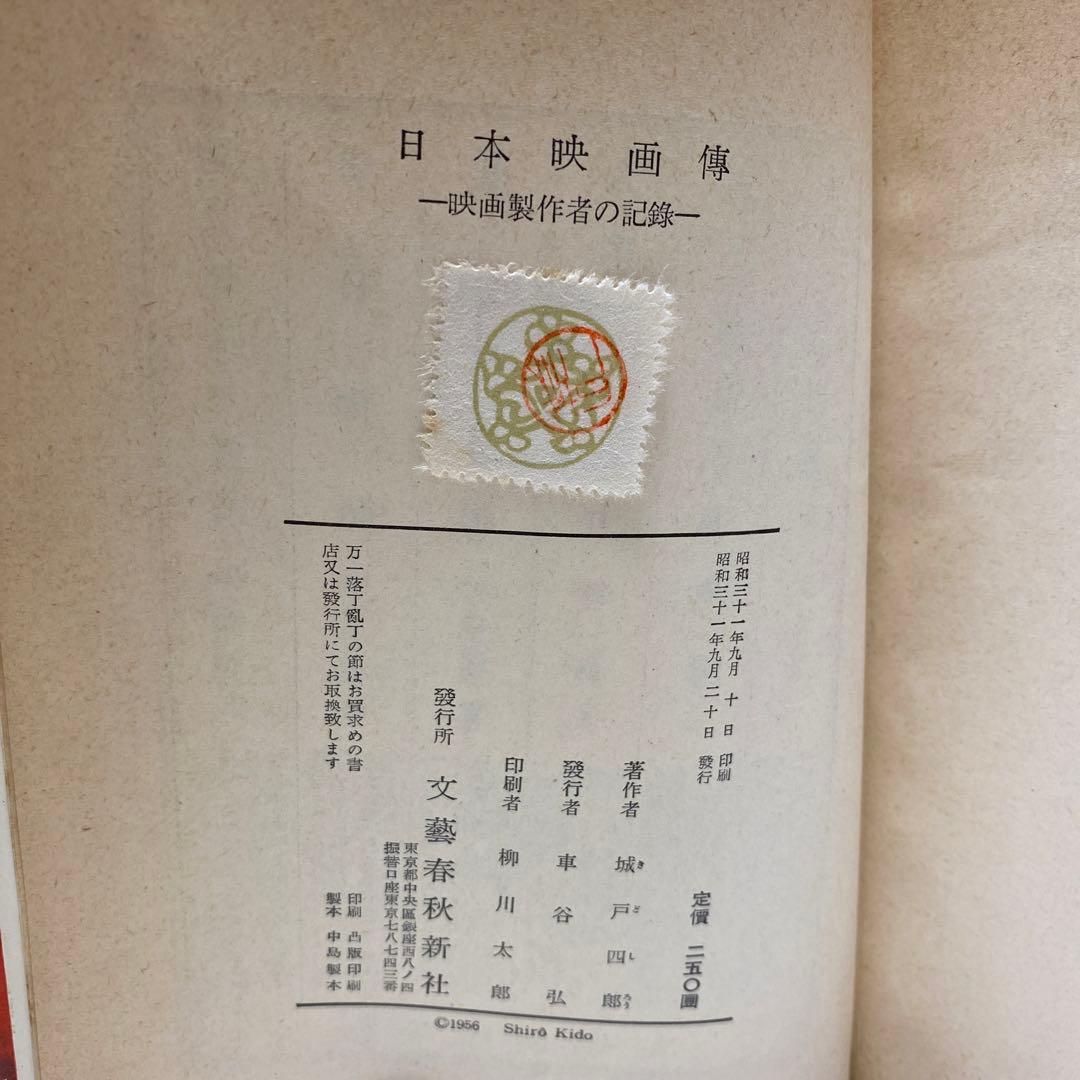 日本映画傳
―映画製作者の記錄―
昭和三十一年九月 十 日 印刷
昭和三十一年九月二十日 發行
定價 二五〇圓
著作者 城戸四郎
き ど し ろう
發行者 車谷弘
印刷者 柳川太郎
發行所 文藝春秋新社
東京都中央區銀座西八ノ四
振替口座東京七八七四三番
万一落丁亂丁の節はお買求めの書
店又は發行所にてお取換致します
印刷 凸版印刷
製本 中島製本
©1956 Shirô Kido